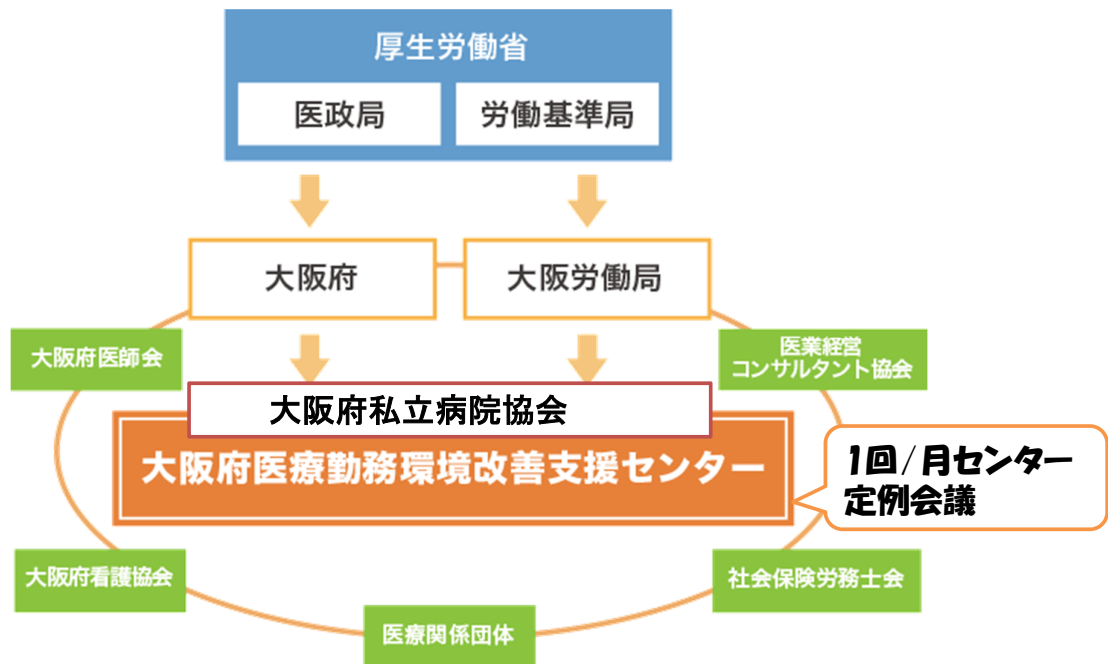 厚生労働省
医政局
労働基準局
大阪府
大阪労働局
大阪府医師会
医業経営
コンサルタント協会
大阪府私立病院協会
大阪府医療勤務環境改善支援センター
1回/月センター
定例会議
大阪府看護協会
社会保険労務士会
医療関係団体